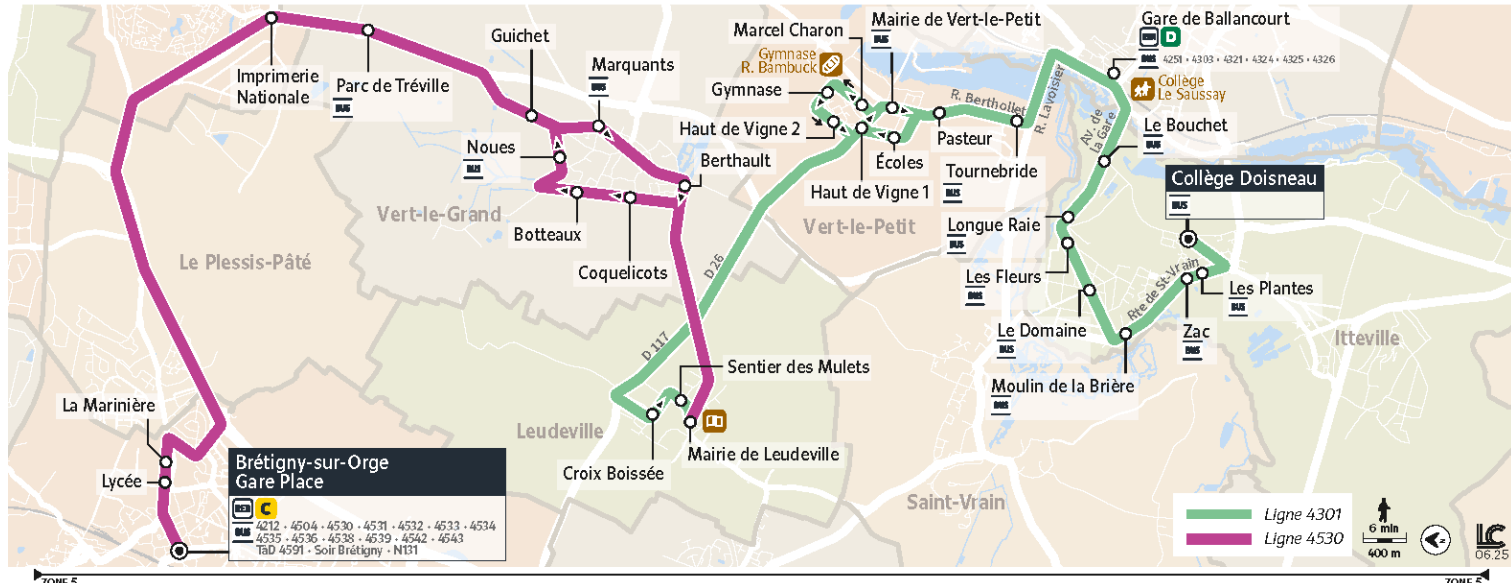 Imprimerie
Nationale
Parc de Tréville
BUS
Guichet
Marquants
BUS
Noues
BUS
Vert-le-Grand
Botteaux
Coquelicots
Berthault
Le Plessis-Pâté
Marcel Charon
Gymnase
R. Bambuck
Gymnase
Haut de Vigne 2
Mairie de Vert-le-Petit
BUS
Haut de Vigne 1
Écoles
Pasteur
R. Berthollet
R. Lavoisier
Tournebride
BUS
Vert-le-Petit
Gare de Ballancourt
RER D
BUS 4251 • 4303 • 4321 • 4324 • 4325 • 4326
Collège
Le Saussay
Av. de
la Gare
Le Bouchet
BUS
Collège Doisneau
BUS
Longue Raie
BUS
Les Fleurs
BUS
Le Domaine
BUS
Moulin de la Brière
BUS
Rte de St-Vrain
Zac
BUS
Les Plantes
BUS
Itteville
D 26
D 117
Sentier des Mulets
Leudeville
Croix Boissée
Mairie de Leudeville
Saint-Vrain
La Marinière
Lycée
Brétigny-sur-Orge
Gare Place
RER C
BUS 4212 • 4504 • 4530 • 4531 • 4532 • 4533 • 4534
4535 • 4536 • 4538 • 4539 • 4542 • 4543
TàD 4591 • Soir Brétigny • N131
Ligne 4301
Ligne 4530
6 min
400 m
N
LC
06.25
ZONE 5
ZONE 5